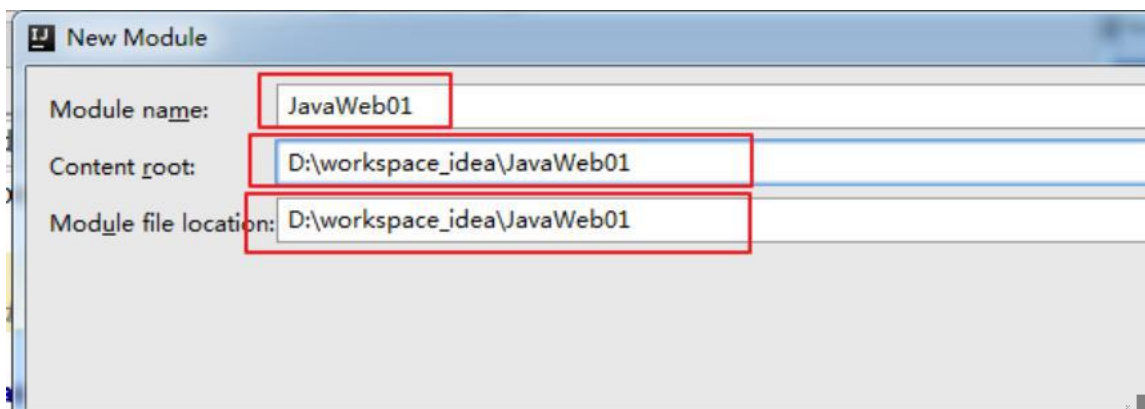 New Module
Module name: JavaWeb01
Content root: D:\workspace_idea\JavaWeb01
Module file location: D:\workspace_idea\JavaWeb01